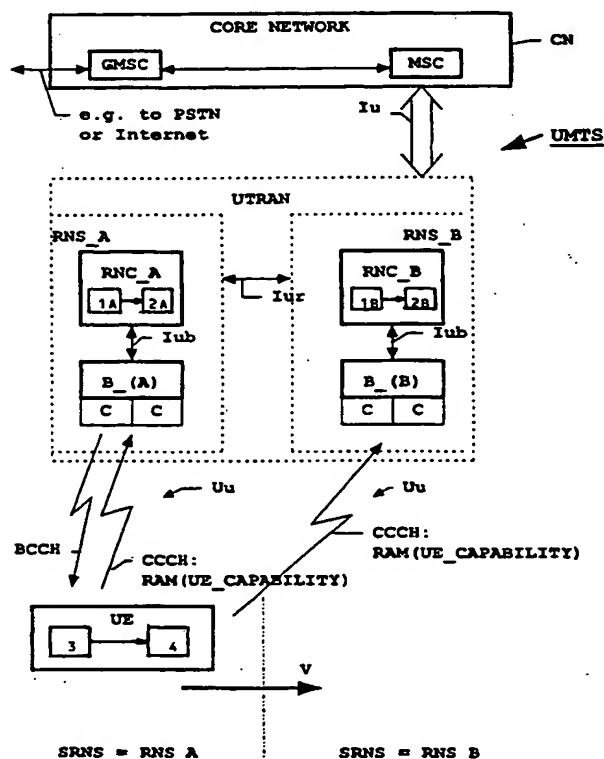 CORE NETWORK
CN
GMSC
MSC
e.g. to PSTN
or Internet
Iu
UMTS
UTRAN
RNS_A
RNS_B
RNC_A
RNC_B
1A
2A
1B
2B
Iur
Iub
Iub
B_(A)
B_(B)
C
C
C
C
Uu
Uu
BCCH
CCCH:
RAM(UE_CAPABILITY)
CCCH:
RAM(UE_CAPABILITY)
UE
3
4
V
SRNS = RNS A
SRNS = RNS B